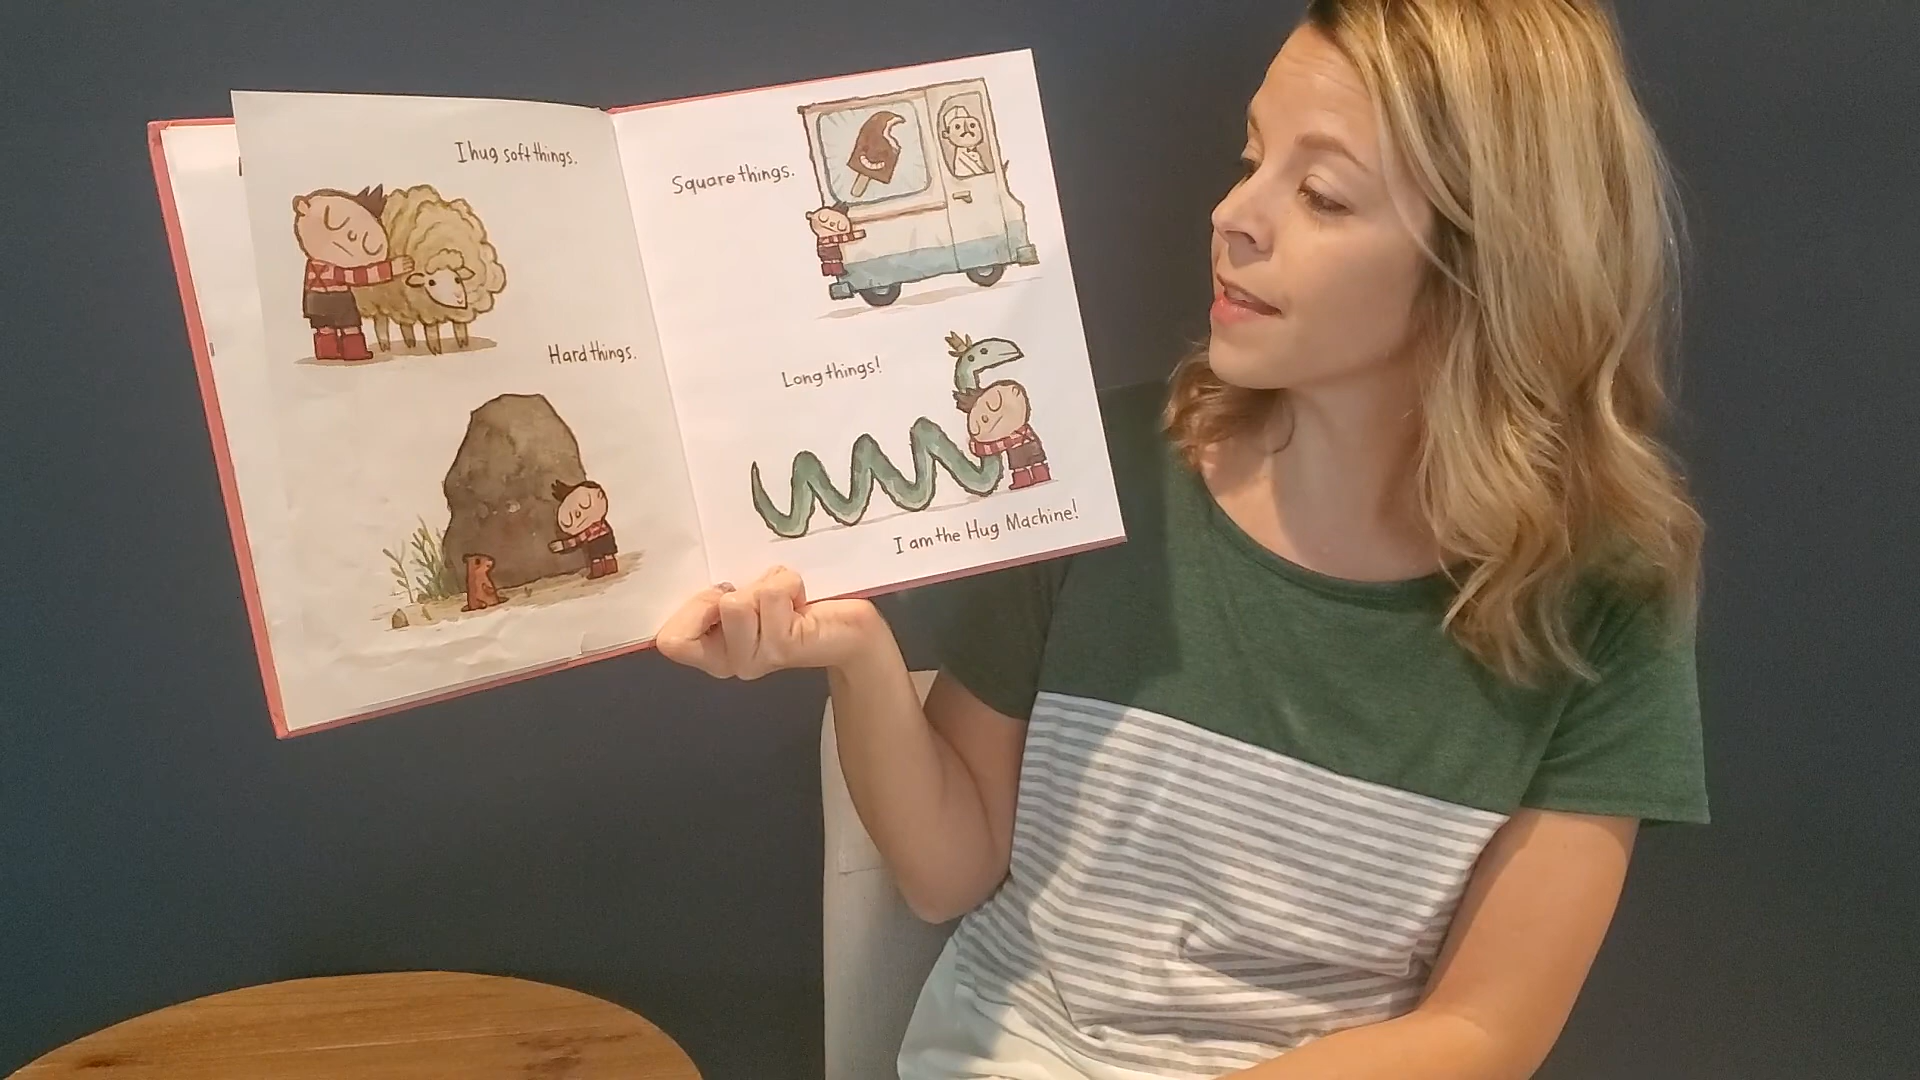 I hug soft things.
Hard things.
Square things.
Long things!
I am the Hug Machine!